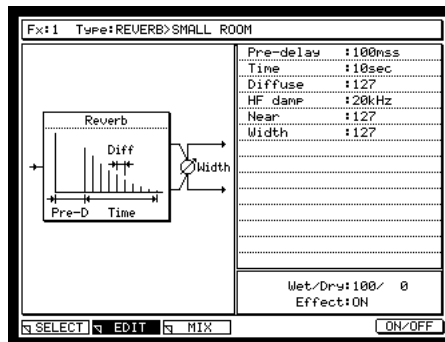 Fx:1 Type:REVERB>SMALL ROOM
Pre-delay :100mss
Time :10sec
Diffuse :127
HF damp :20kHz
Near :127
Width :127
Reverb
Diff
Width
Pre-D Time
Wet/Dry:100/ 0
Effect:ON
SELECT EDIT MIX ON/OFF